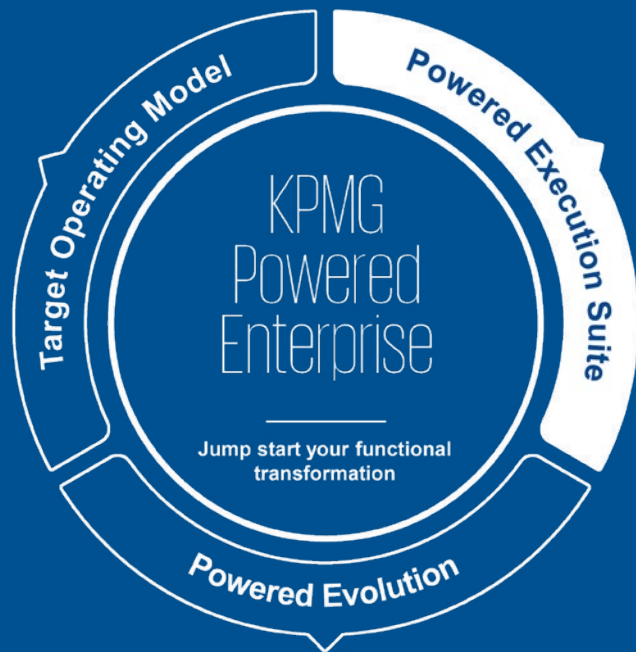 Target Operating Model
Powered Execution Suite
KPMG
Powered
Enterprise
Jump start your functional
transformation
Powered Evolution